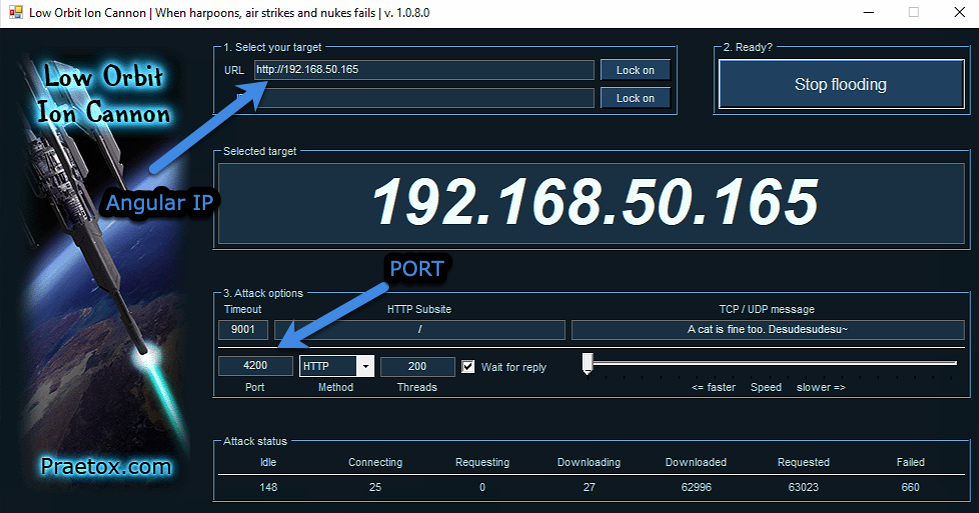 Low Orbit Ion Cannon | When harpoons, air strikes and nukes fails | v. 1.0.8.0
Low Orbit
Ion Cannon
1. Select your target
URL http://192.168.50.165 Lock on
Lock on
2. Ready?
Stop flooding
Angular IP
Selected target
192.168.50.165
PORT
3. Attack options
Timeout HTTP Subsite TCP / UDP message
9001 / A cat is fine too. Desudesudesu~
4200 HTTP 200 Wait for reply
Port Method Threads <= faster Speed slower =>
Attack status
Idle Connecting Requesting Downloading Downloaded Requested Failed
148 25 0 27 62996 63023 660
Praetox.com